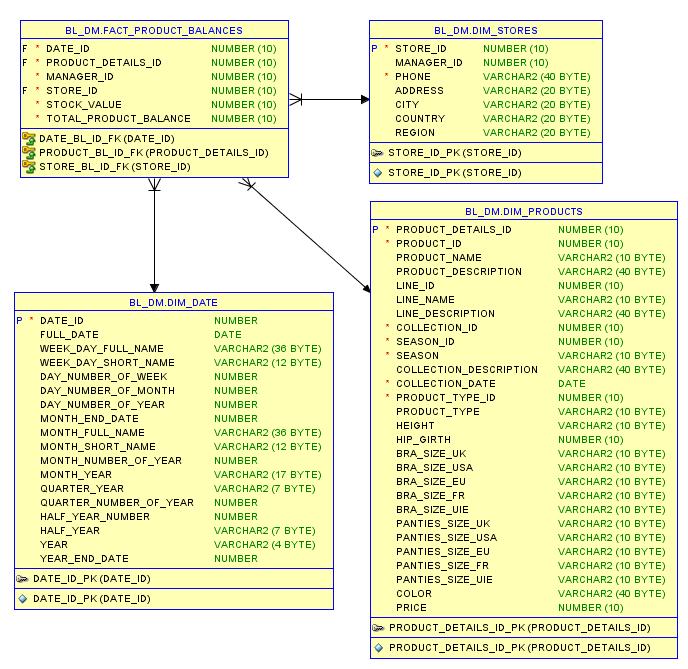 BL_DM.FACT_PRODUCT_BALANCES
F * DATE_ID NUMBER (10)
F * PRODUCT_DETAILS_ID NUMBER (10)
* MANAGER_ID NUMBER (10)
F * STORE_ID NUMBER (10)
* STOCK_VALUE NUMBER (10)
* TOTAL_PRODUCT_BALANCE NUMBER (10)
DATE_BL_ID_FK (DATE_ID)
PRODUCT_BL_ID_FK (PRODUCT_DETAILS_ID)
STORE_BL_ID_FK (STORE_ID)
BL_DM.DIM_STORES
P * STORE_ID NUMBER (10)
MANAGER_ID NUMBER (10)
* PHONE VARCHAR2 (40 BYTE)
ADDRESS VARCHAR2 (20 BYTE)
CITY VARCHAR2 (20 BYTE)
COUNTRY VARCHAR2 (20 BYTE)
REGION VARCHAR2 (20 BYTE)
STORE_ID_PK (STORE_ID)
STORE_ID_PK (STORE_ID)
BL_DM.DIM_DATE
P * DATE_ID NUMBER
FULL_DATE DATE
WEEK_DAY_FULL_NAME VARCHAR2 (36 BYTE)
WEEK_DAY_SHORT_NAME VARCHAR2 (12 BYTE)
DAY_NUMBER_OF_WEEK NUMBER
DAY_NUMBER_OF_MONTH NUMBER
DAY_NUMBER_OF_YEAR NUMBER
MONTH_END_DATE NUMBER
MONTH_FULL_NAME VARCHAR2 (36 BYTE)
MONTH_SHORT_NAME VARCHAR2 (12 BYTE)
MONTH_NUMBER_OF_YEAR NUMBER
MONTH_YEAR VARCHAR2 (17 BYTE)
QUARTER_YEAR VARCHAR2 (7 BYTE)
QUARTER_NUMBER_OF_YEAR NUMBER
HALF_YEAR_NUMBER NUMBER
HALF_YEAR VARCHAR2 (7 BYTE)
YEAR VARCHAR2 (4 BYTE)
YEAR_END_DATE NUMBER
DATE_ID_PK (DATE_ID)
DATE_ID_PK (DATE_ID)
BL_DM.DIM_PRODUCTS
P * PRODUCT_DETAILS_ID NUMBER (10)
* PRODUCT_ID NUMBER (10)
PRODUCT_NAME VARCHAR2 (10 BYTE)
PRODUCT_DESCRIPTION VARCHAR2 (40 BYTE)
LINE_ID NUMBER (10)
LINE_NAME VARCHAR2 (10 BYTE)
LINE_DESCRIPTION VARCHAR2 (40 BYTE)
* COLLECTION_ID NUMBER (10)
* SEASON_ID NUMBER (10)
* SEASON VARCHAR2 (10 BYTE)
COLLECTION_DESCRIPTION VARCHAR2 (40 BYTE)
* COLLECTION_DATE DATE
* PRODUCT_TYPE_ID NUMBER (10)
PRODUCT_TYPE VARCHAR2 (10 BYTE)
HEIGHT VARCHAR2 (10 BYTE)
HIP_GIRTH NUMBER (10)
BRA_SIZE_UK VARCHAR2 (10 BYTE)
BRA_SIZE_USA VARCHAR2 (10 BYTE)
BRA_SIZE_EU VARCHAR2 (10 BYTE)
BRA_SIZE_FR VARCHAR2 (10 BYTE)
BRA_SIZE_UIE VARCHAR2 (10 BYTE)
PANTIES_SIZE_UK VARCHAR2 (10 BYTE)
PANTIES_SIZE_USA VARCHAR2 (10 BYTE)
PANTIES_SIZE_EU VARCHAR2 (10 BYTE)
PANTIES_SIZE_FR VARCHAR2 (10 BYTE)
PANTIES_SIZE_UIE VARCHAR2 (10 BYTE)
COLOR VARCHAR2 (40 BYTE)
PRICE NUMBER (10)
PRODUCT_DETAILS_ID_PK (PRODUCT_DETAILS_ID)
PRODUCT_DETAILS_ID_PK (PRODUCT_DETAILS_ID)